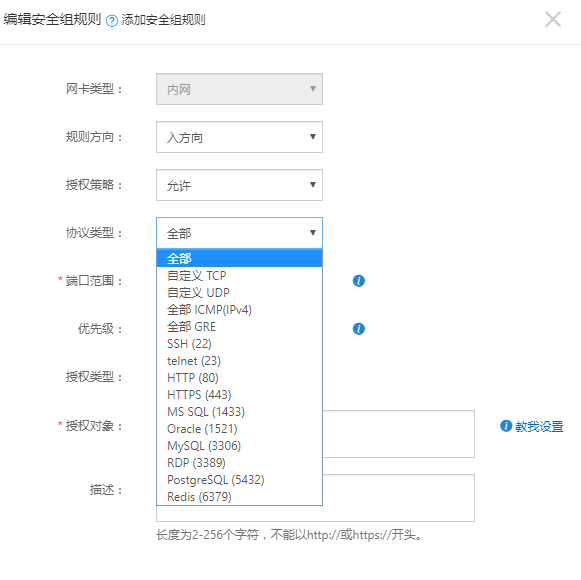 编辑安全组规则 ? 添加安全组规则
网卡类型： 内网
规则方向： 入方向
授权策略： 允许
协议类型： 全部
全部
自定义 TCP
* 端口范围：
自定义 UDP
全部 ICMP(IPv4)
优先级：
全部 GRE
SSH (22)
telnet (23)
授权类型：
HTTP (80)
HTTPS (443)
MS SQL (1433)
* 授权对象： 教我设置
Oracle (1521)
MySQL (3306)
RDP (3389)
PostgreSQL (5432)
描述：
Redis (6379)
长度为2-256个字符，不能以http://或https://开头。